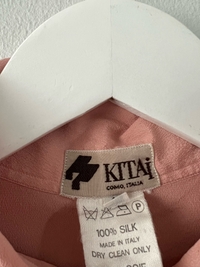 KITAj
COMO, ITALIA
P
100% SILK
MADE IN ITALY
DRY CLEAN ONLY